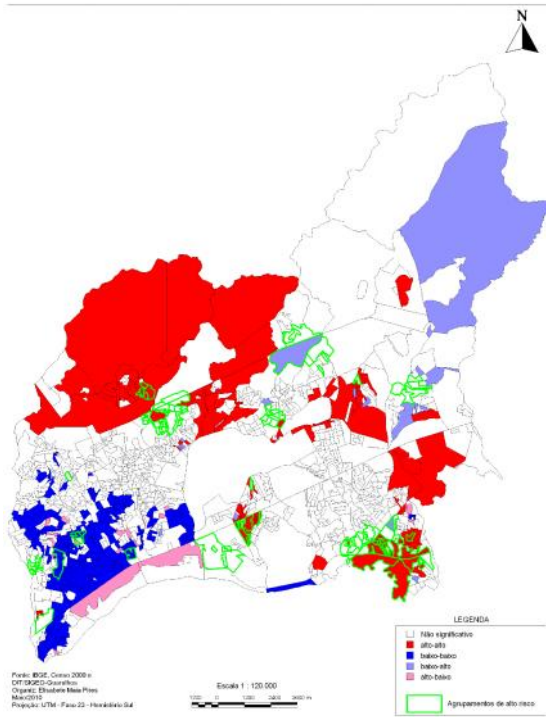 N
LEGENDA
Não significativo
alto-alto
baixo-baixo
baixo-alto
alto-baixo
Agrupamentos de alto risco
Fonte: IBGE, Censo 2000 e
Organiz: Elisabete Maia Pires
Maio/2010
Projeção: UTM - Fuso 23 - Hemisfério Sul
Escala 1 : 120.000